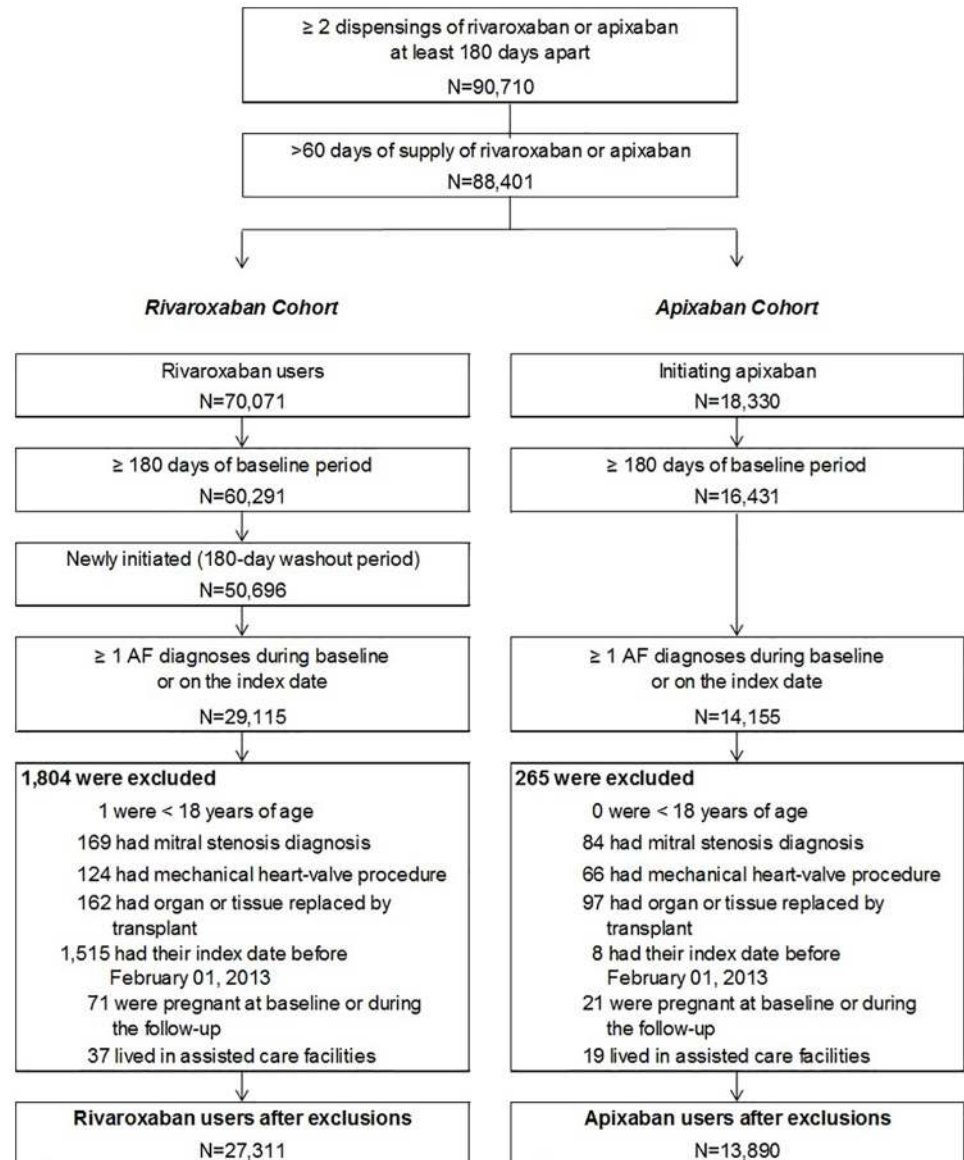 ≥ 2 dispensings of rivaroxaban or apixaban
at least 180 days apart
N=90,710
>60 days of supply of rivaroxaban or apixaban
N=88,401
Rivaroxaban Cohort
Rivaroxaban users
N=70,071
≥ 180 days of baseline period
N=60,291
Newly initiated (180-day washout period)
N=50,696
≥ 1 AF diagnoses during baseline
or on the index date
N=29,115
1,804 were excluded
1 were < 18 years of age
169 had mitral stenosis diagnosis
124 had mechanical heart-valve procedure
162 had organ or tissue replaced by
transplant
1,515 had their index date before
February 01, 2013
71 were pregnant at baseline or during
the follow-up
37 lived in assisted care facilities
Rivaroxaban users after exclusions
N=27,311
Apixaban Cohort
Initiating apixaban
N=18,330
≥ 180 days of baseline period
N=16,431
≥ 1 AF diagnoses during baseline
or on the index date
N=14,155
265 were excluded
0 were < 18 years of age
84 had mitral stenosis diagnosis
66 had mechanical heart-valve procedure
97 had organ or tissue replaced by
transplant
8 had their index date before
February 01, 2013
21 were pregnant at baseline or during
the follow-up
19 lived in assisted care facilities
Apixaban users after exclusions
N=13,890